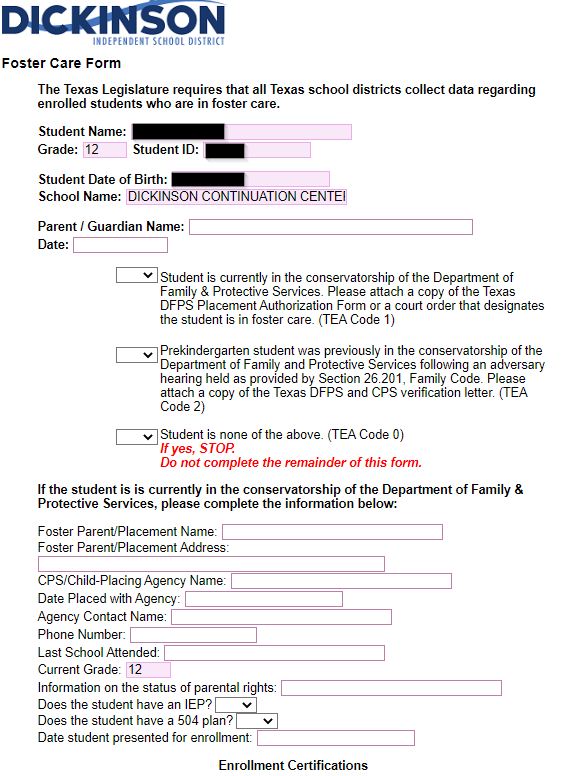 DICKINSON
INDEPENDENT SCHOOL DISTRICT
Foster Care Form
The Texas Legislature requires that all Texas school districts collect data regarding
enrolled students who are in foster care.
Student Name:
Grade: 12 Student ID:
Student Date of Birth:
School Name: DICKINSON CONTINUATION CENTE
Parent / Guardian Name:
Date:
Student is currently in the conservatorship of the Department of
Family & Protective Services. Please attach a copy of the Texas
DFPS Placement Authorization Form or a court order that designates
the student is in foster care. (TEA Code 1)
Prekindergarten student was previously in the conservatorship of the
Department of Family and Protective Services following an adversary
hearing held as provided by Section 26.201, Family Code. Please
attach a copy of the Texas DFPS and CPS verification letter. (TEA
Code 2)
Student is none of the above. (TEA Code 0)
If yes, STOP.
Do not complete the remainder of this form.
If the student is is currently in the conservatorship of the Department of Family &
Protective Services, please complete the information below:
Foster Parent/Placement Name:
Foster Parent/Placement Address:
CPS/Child-Placing Agency Name:
Date Placed with Agency:
Agency Contact Name:
Phone Number:
Last School Attended:
Current Grade: 12
Information on the status of parental rights:
Does the student have an IEP?
Does the student have a 504 plan?
Date student presented for enrollment:
Enrollment Certifications